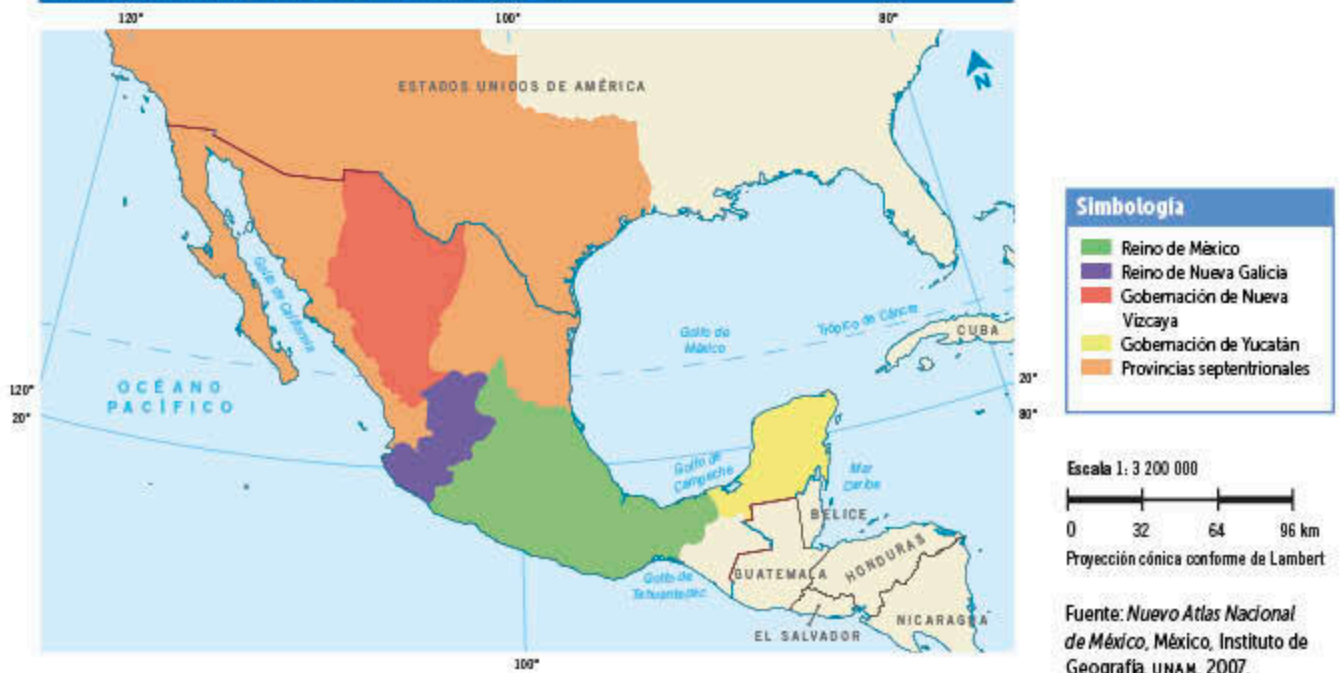 120°
100°
80°
ESTADOS UNIDOS DE AMÉRICA
N
Golfo de California
Golfo de
México
Trópico de Cáncer
CUBA
120°
20°
OCÉANO
PACÍFICO
20°
80°
Golfo de
Campeche
Mar
Caribe
BELICE
HONDURAS
GUATEMALA
Golfo de
Tehuantepec
EL SALVADOR
NICARAGUA
100°
Simbología
Reino de México
Reino de Nueva Galicia
Gobernación de Nueva
Vizcaya
Gobernación de Yucatán
Provincias septentrionales
Escala 1: 3 200 000
0 32 64 96 km
Proyección cónica conforme de Lambert
Fuente: Nuevo Atlas Nacional
de México, México, Instituto de
Geografía, UNAM, 2007.